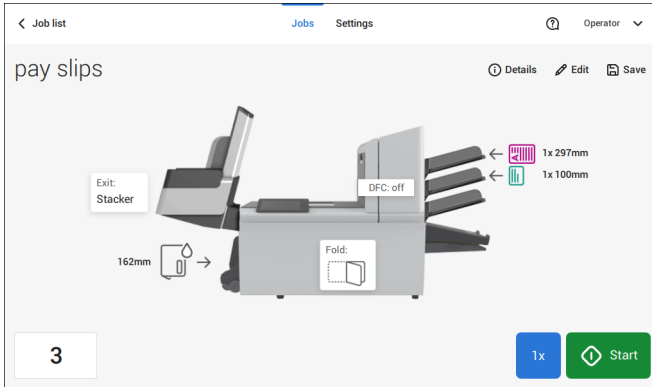 Job list
Jobs
Settings
Operator
pay slips
Details
Edit
Save
1x 297mm
1x 100mm
DFC: off
Exit:
Stacker
Fold:
162mm
3
1x
Start